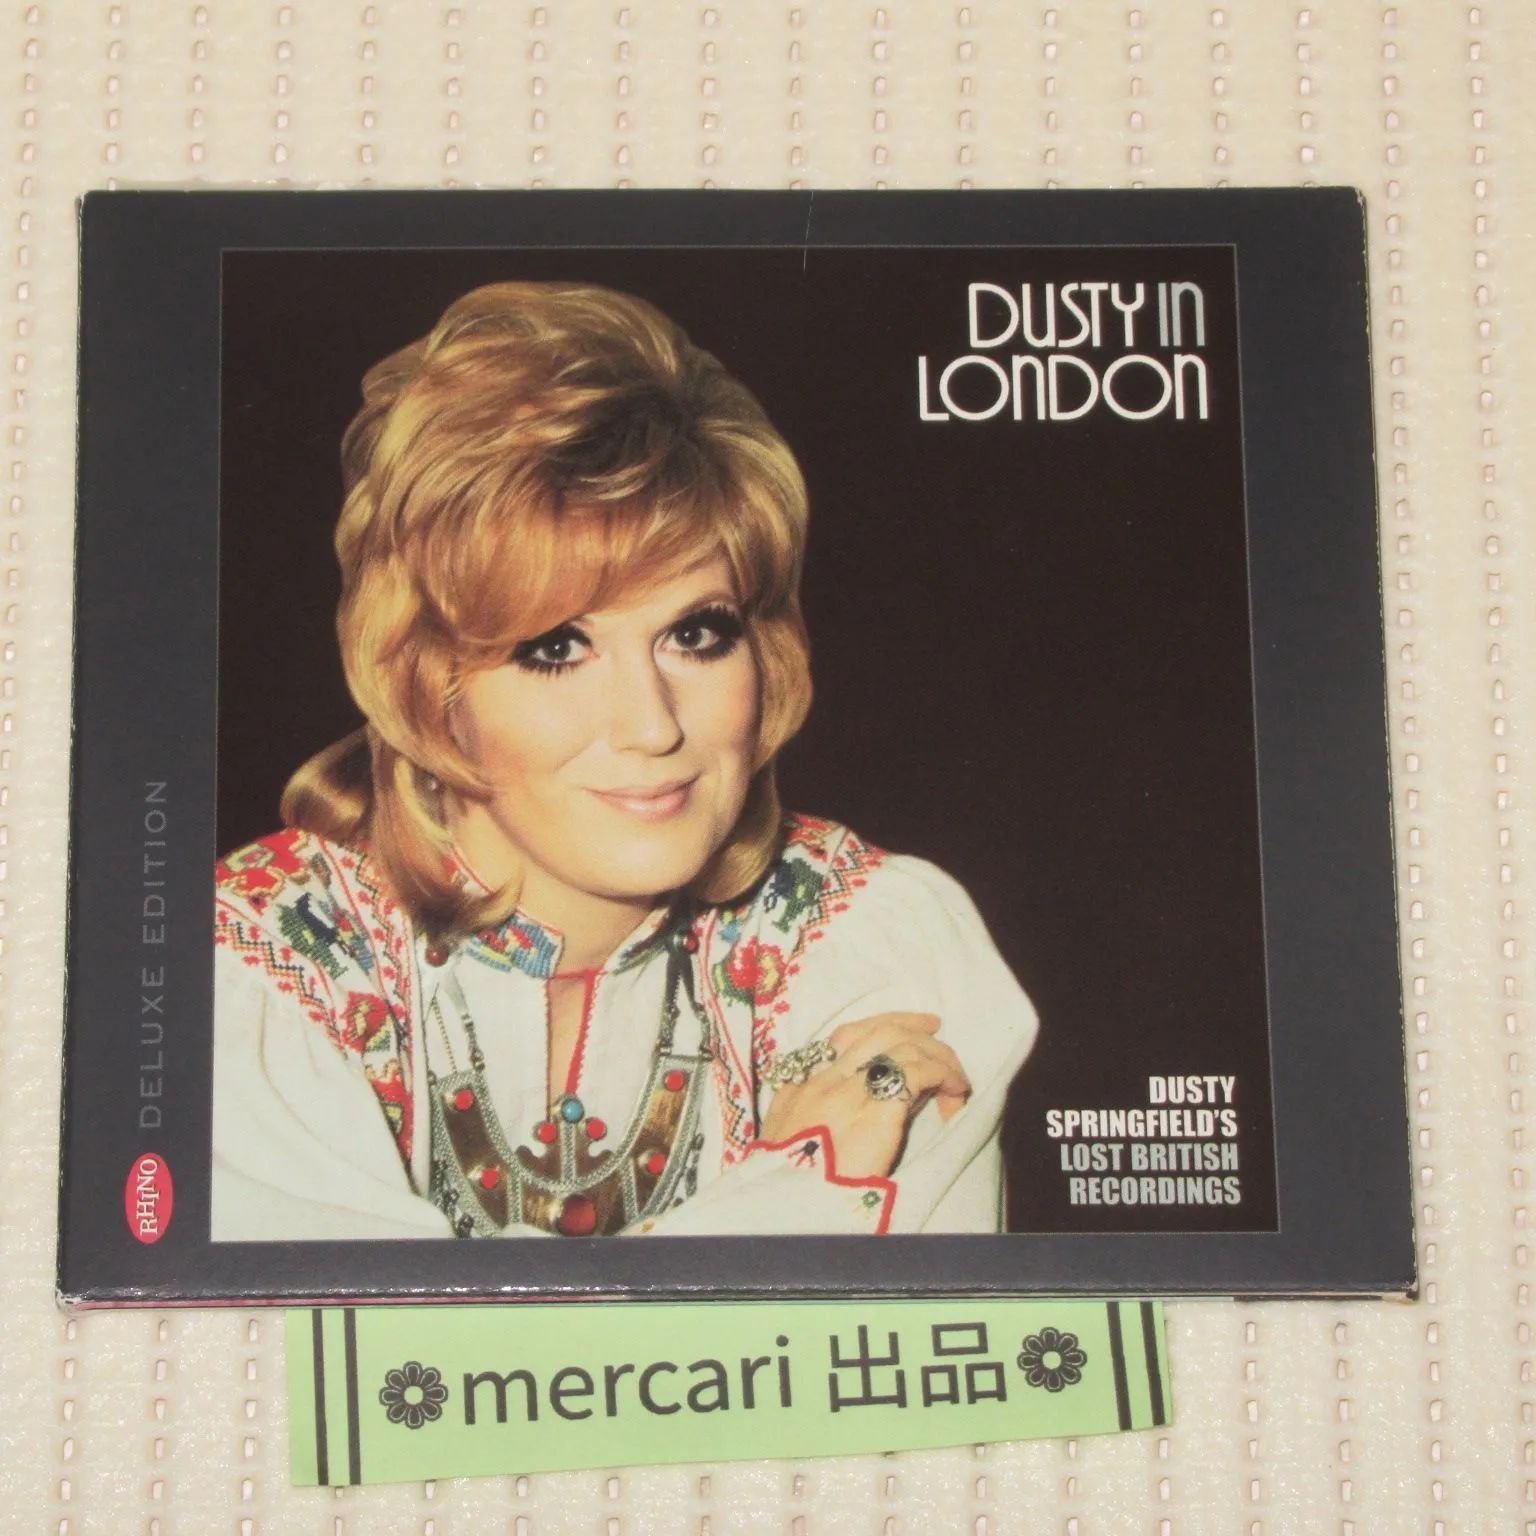 DUSTY IN
LONDON
DELUXE EDITION
RHINO
DUSTY
SPRINGFIELD'S
LOST BRITISH
RECORDINGS
mercari 出品